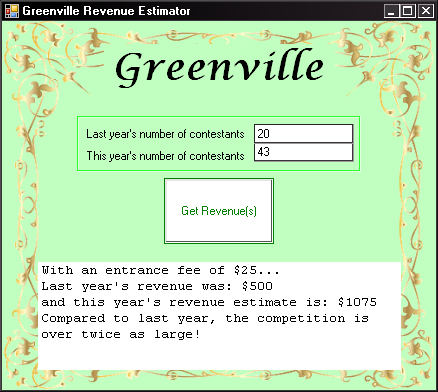 Greenville Revenue Estimator
Greenville
Last year's number of contestants 20
This year's number of contestants 43
Get Revenue(s)
With an entrance fee of $25...
Last year's revenue was: $500
and this year's revenue estimate is: $1075
Compared to last year, the competition is
over twice as large!